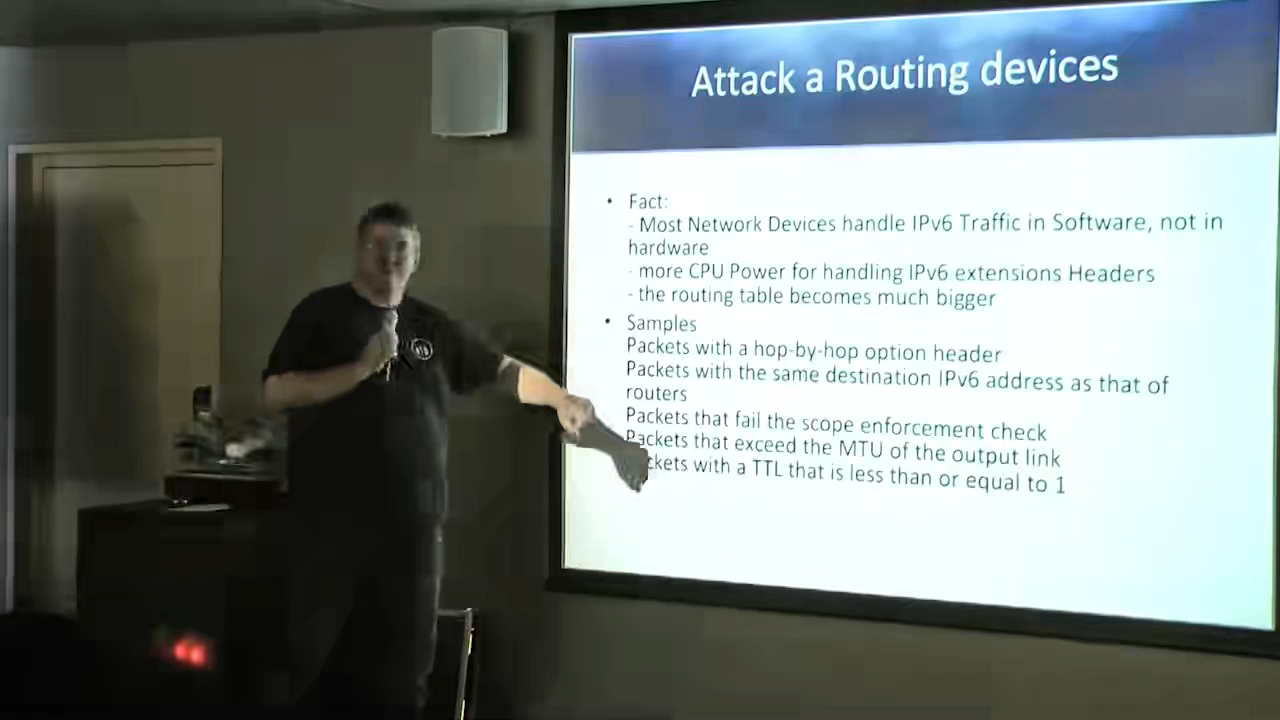 Attack a Routing devices
• Fact:
- Most Network Devices handle IPv6 Traffic in Software, not in
hardware
- more CPU Power for handling IPv6 extensions Headers
- the routing table becomes much bigger
• Samples
Packets with a hop-by-hop option header
Packets with the same destination IPv6 address as that of
routers
Packets that fail the scope enforcement check
Packets that exceed the MTU of the output link
with a TTL that is less than or equal to 1